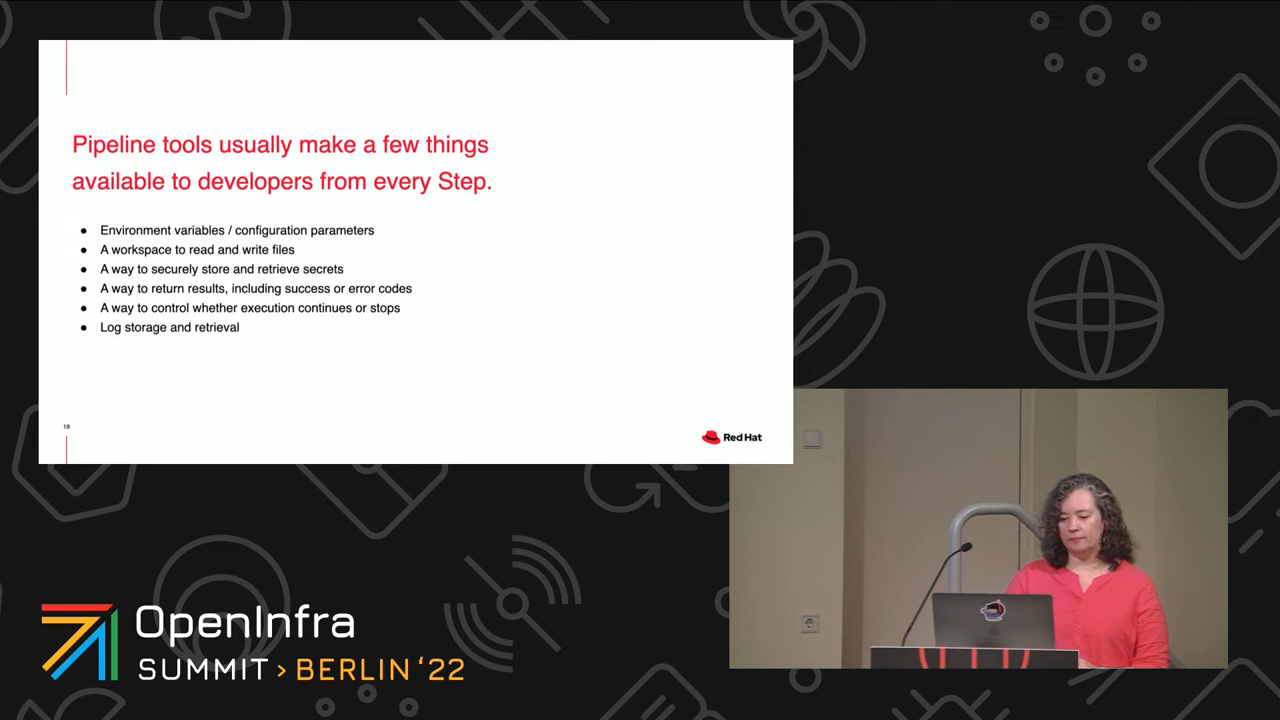 Pipeline tools usually make a few things
available to developers from every Step.
● Environment variables / configuration parameters
● A workspace to read and write files
● A way to securely store and retrieve secrets
● A way to return results, including success or error codes
● A way to control whether execution continues or stops
● Log storage and retrieval
19
Red Hat
OpenInfra
SUMMIT > BERLIN ‘22